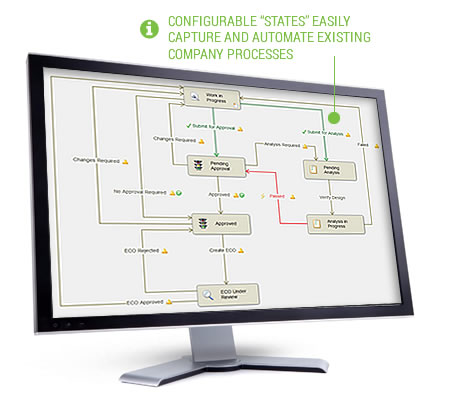 CONFIGURABLE “STATES” EASILY
CAPTURE AND AUTOMATE EXISTING
COMPANY PROCESSES
Work in
Progress
Submit for Approval
Submit for Analysis
Changes Required
Analysis Required
Failed
Changes Required
Pending
Approval
Pending
Analysis
No Approval Required
Approved
Passed
Verify Design
Approved
Analysis in
Progress
ECO Rejected
Create ECO
ECO Under
Review
ECO Approved